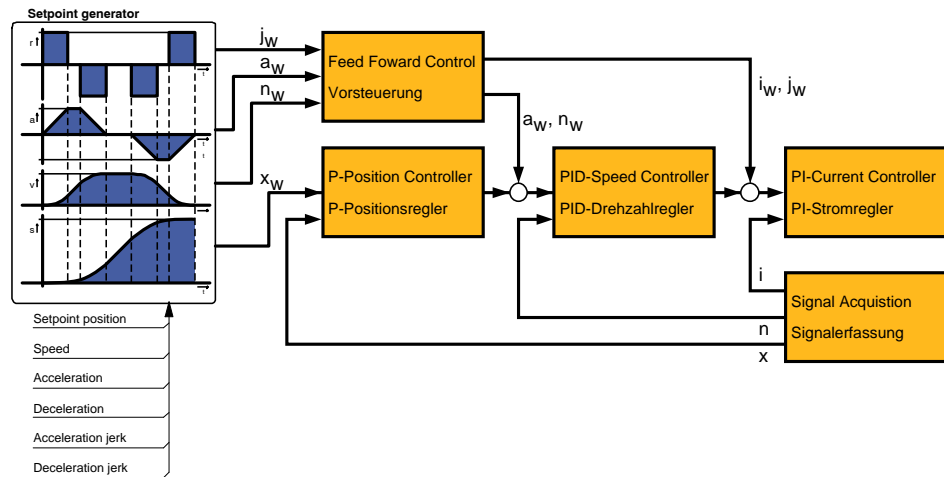 Setpoint generator
r
t
a
t
t
v
s
t
Setpoint position
Speed
Acceleration
Deceleration
Acceleration jerk
Deceleration jerk
jw
aw
nw
xw
Feed Foward Control
Vorsteuerung
iw, jw
aw, nw
P-Position Controller
P-Positionsregler
PID-Speed Controller
PID-Drehzahlregler
PI-Current Controller
PI-Stromregler
i
n
x
Signal Acquistion
Signalerfassung